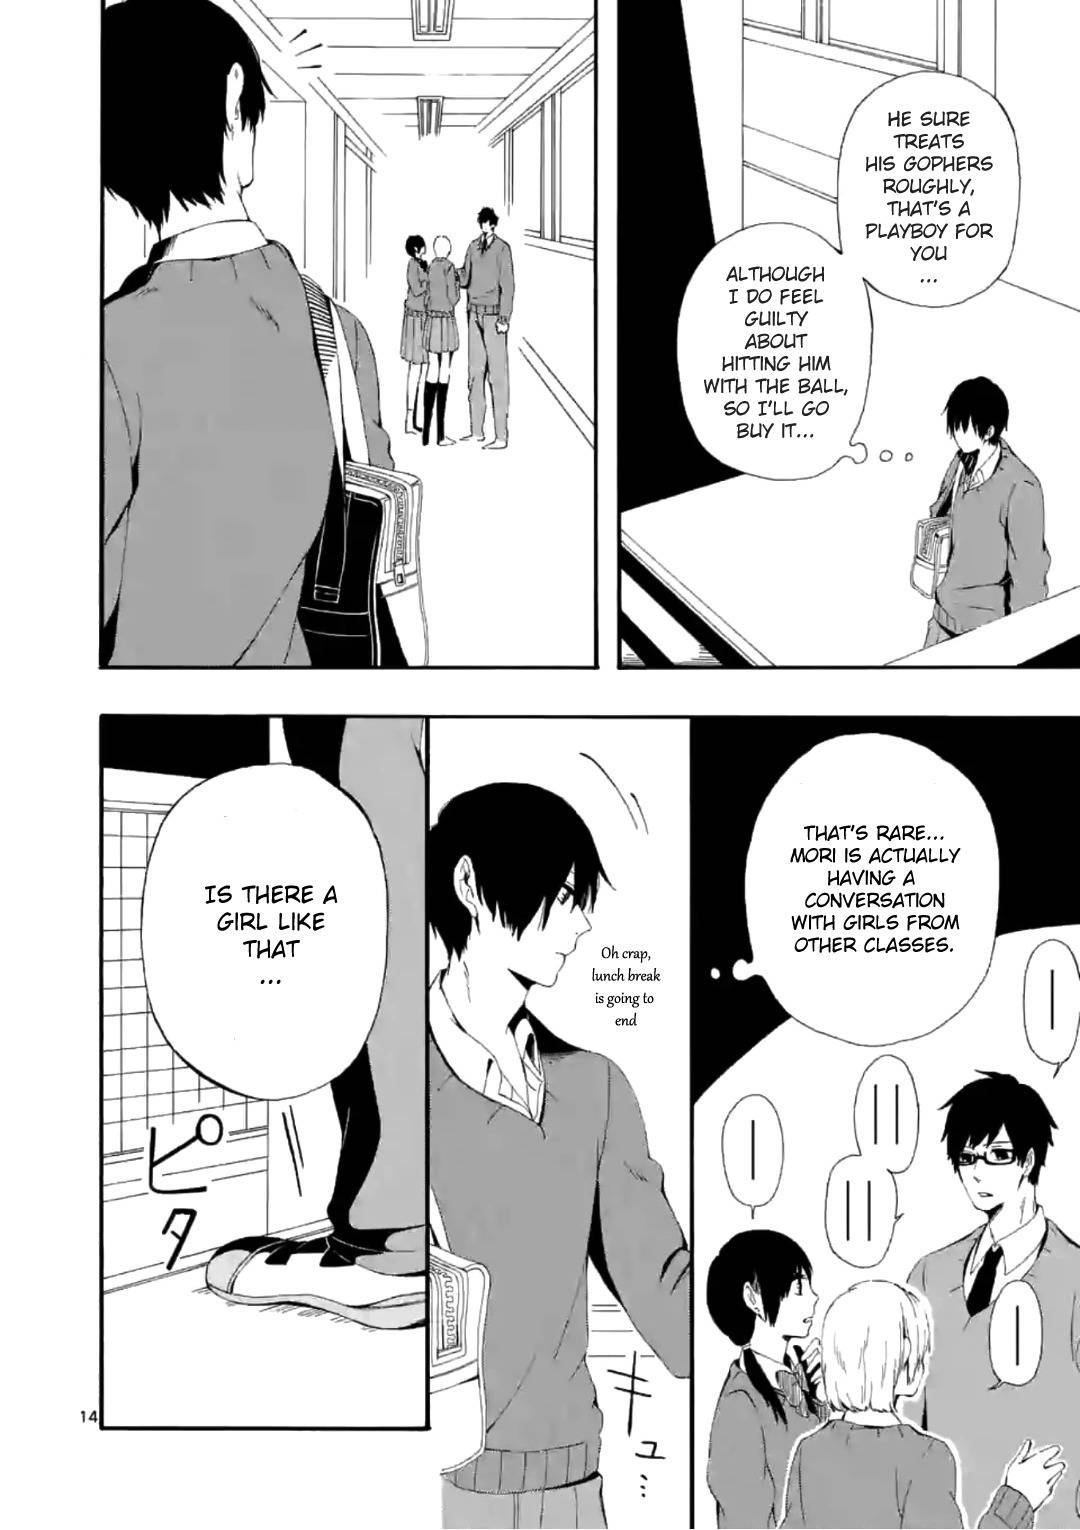 HE SURE
TREATS
HIS GOPHERS
ROUGHLY,
THAT'S A
PLAYBOY FOR
YOU
...
ALTHOUGH
I DO FEEL
GUILTY
ABOUT
HITTING HIM
WITH THE BALL,
SO I'LL GO
BUY IT...
THAT'S RARE...
MORI IS ACTUALLY
HAVING A
CONVERSATION
WITH GIRLS FROM
OTHER CLASSES.
Oh crap,
lunch break
is going to
end
キュ…
IS THERE A
GIRL LIKE
THAT
...
ピタ
14